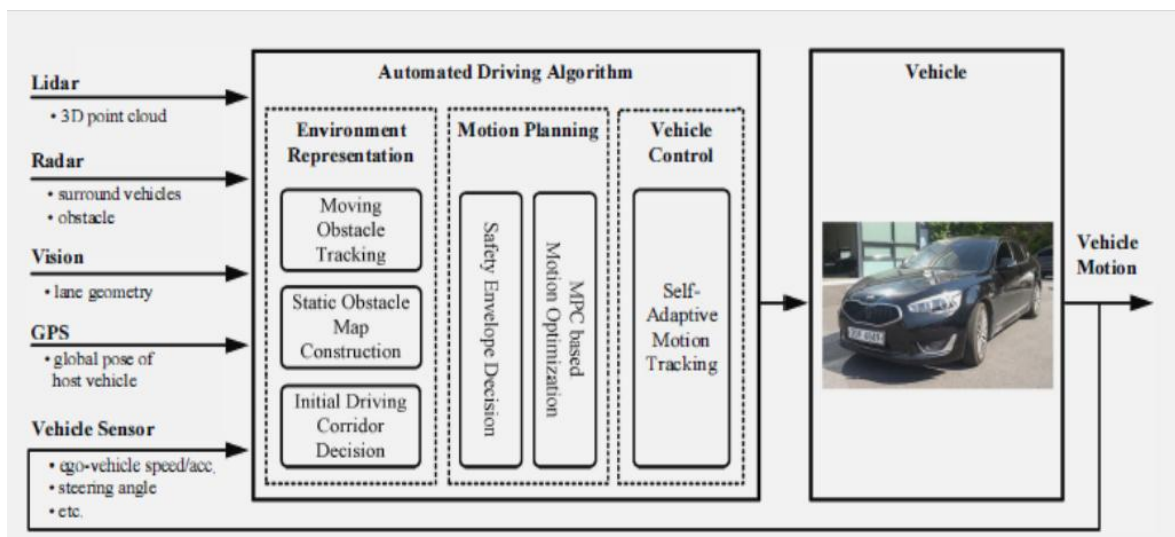 Lidar
• 3D point cloud
Radar
• surround vehicles
• obstacle
Vision
• lane geometry
GPS
• global pose of
host vehicle
Vehicle Sensor
• ego-vehicle speed/acc.
• steering angle
• etc.
Automated Driving Algorithm
Environment
Representation
Moving
Obstacle
Tracking
Static Obstacle
Map
Construction
Initial Driving
Corridor
Decision
Motion Planning
Safety Envelope Decision
MPC based
Motion Optimization
Vehicle
Control
Self-
Adaptive
Motion
Tracking
Vehicle
Vehicle
Motion